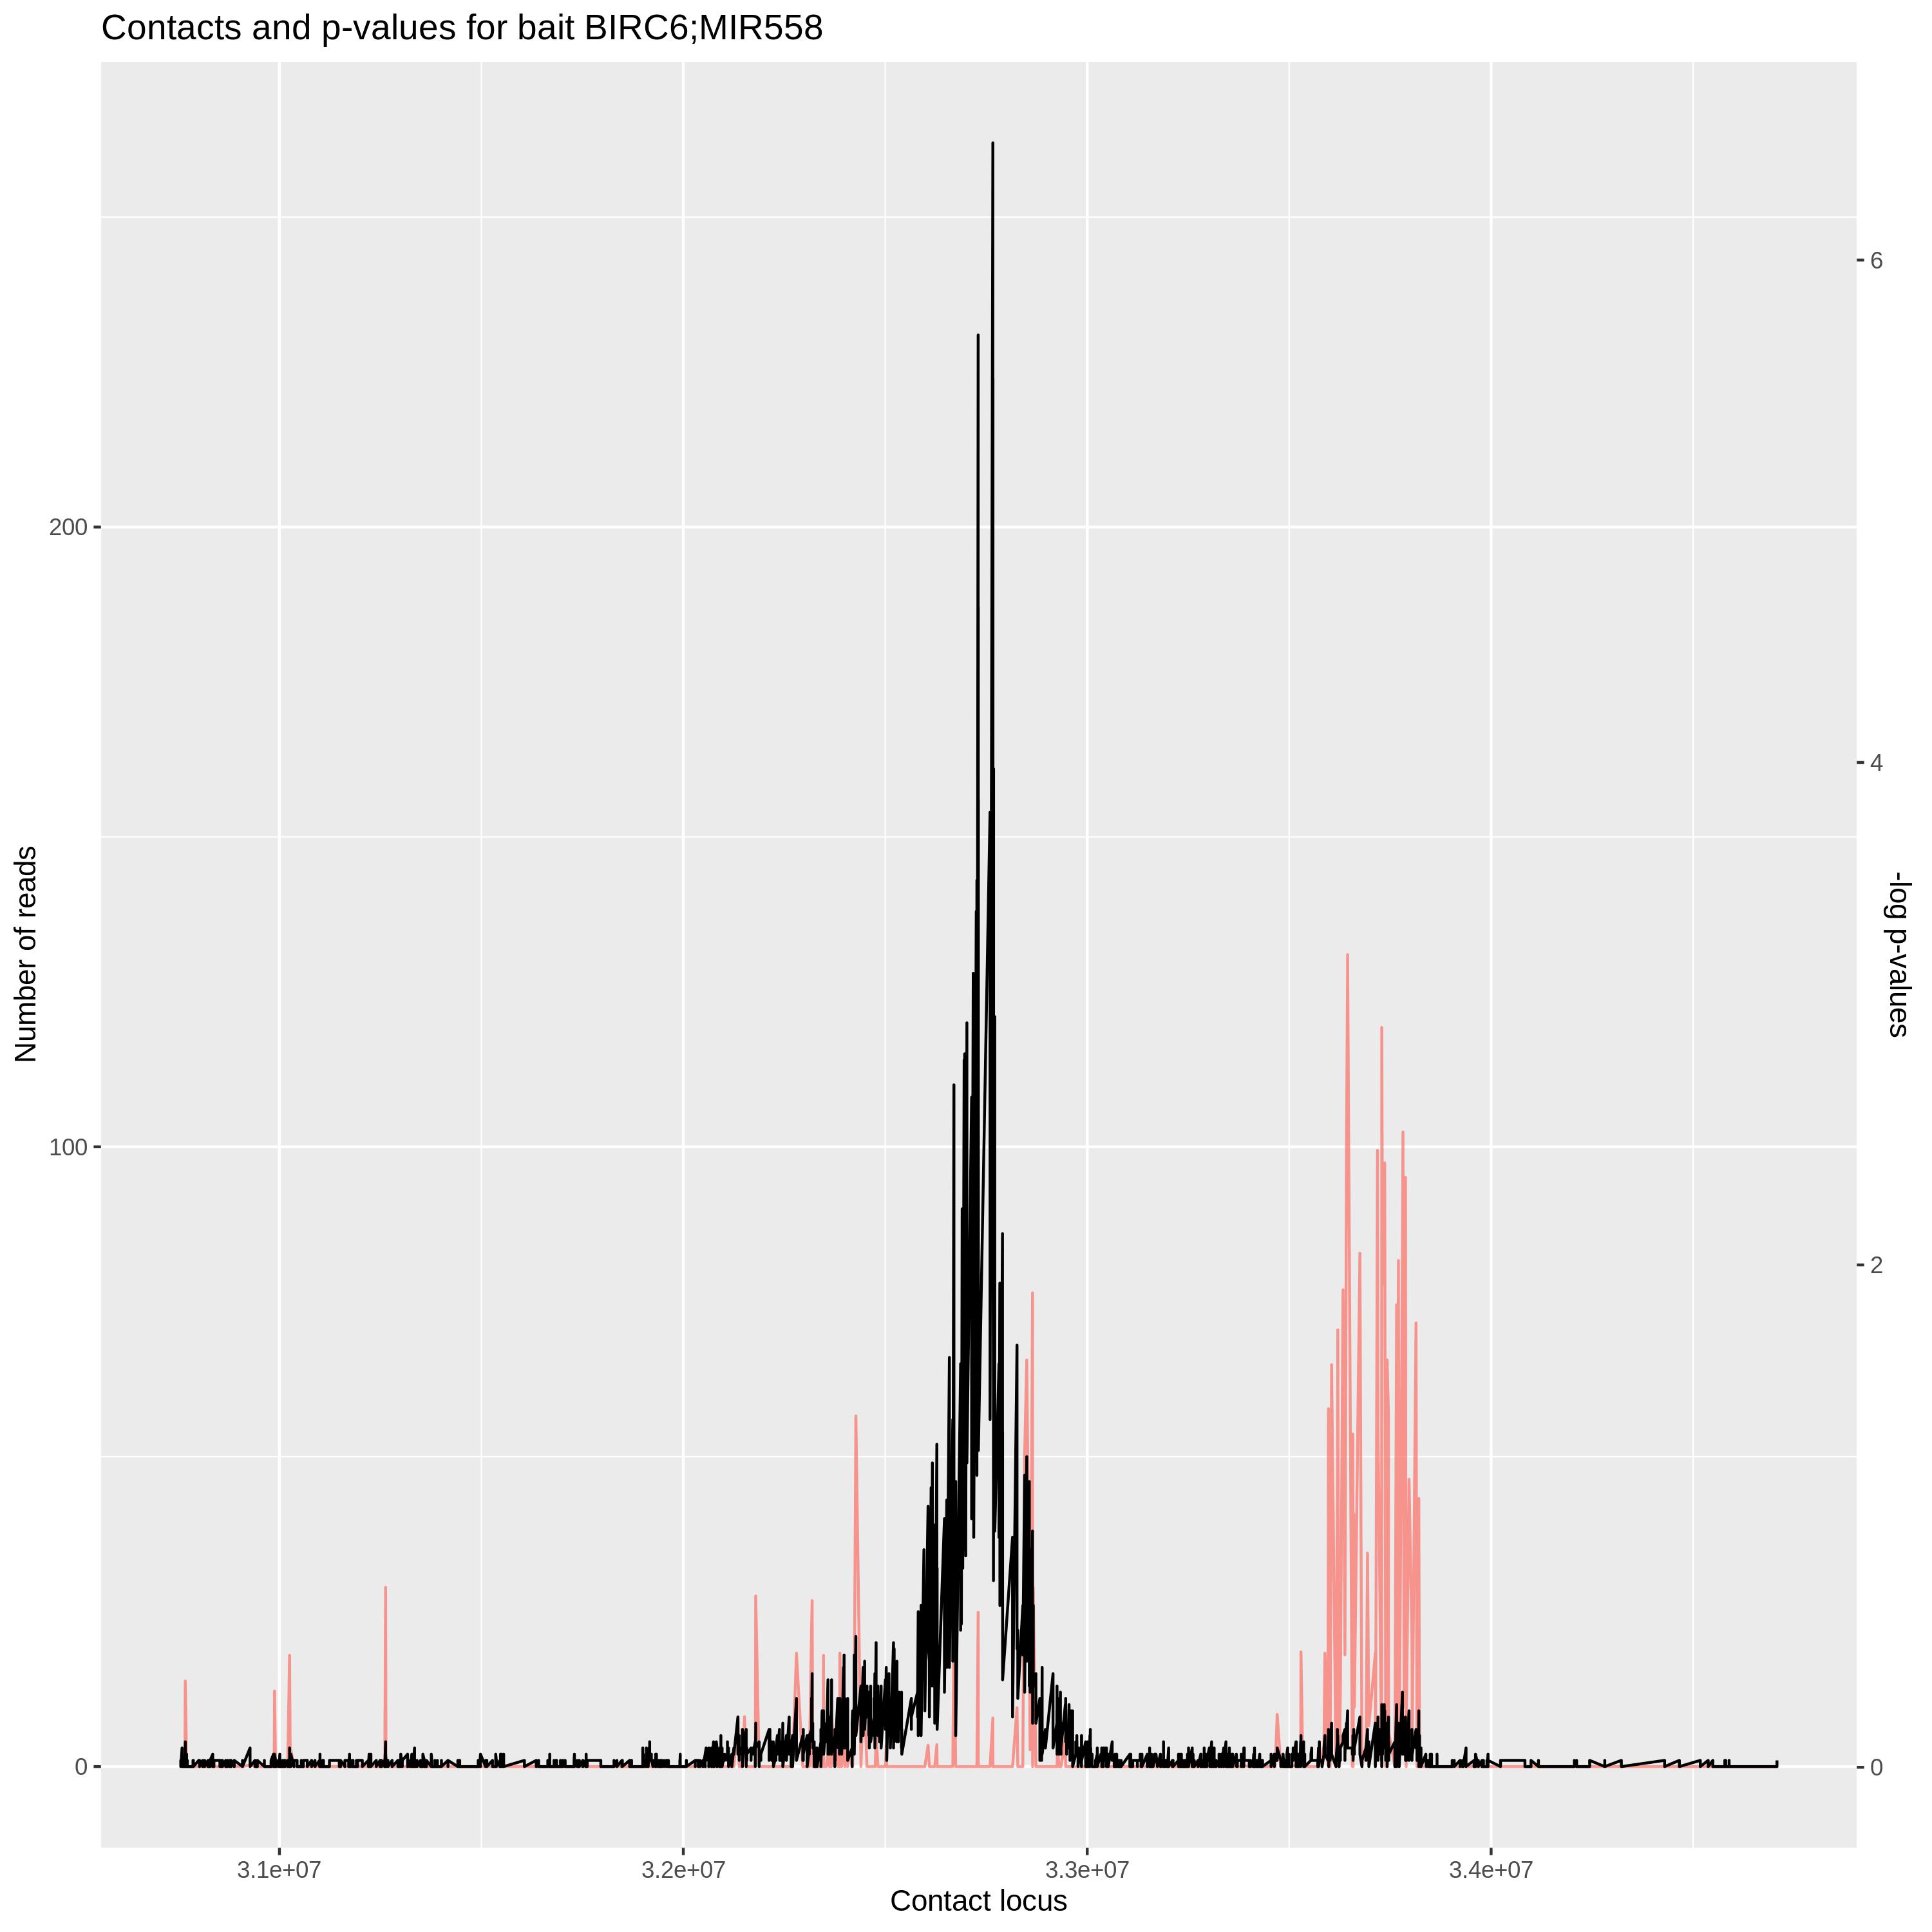 Contacts and p-values for bait BIRC6;MIR558
Number of reads
200
100
0
6
4
2
0
-log p-values
3.1e+07
3.2e+07
3.3e+07
3.4e+07
Contact locus